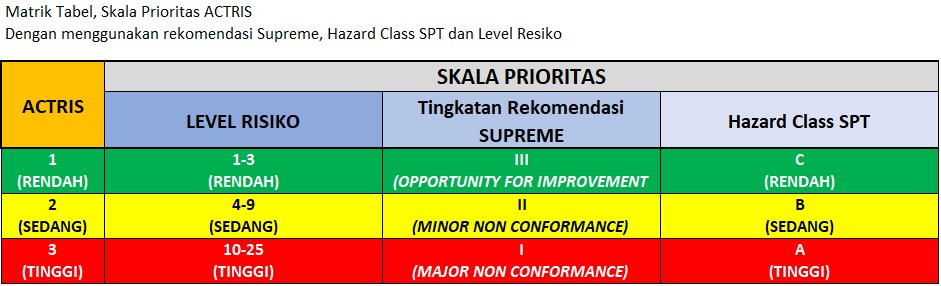 Matrik Tabel, Skala Prioritas ACTRIS
Dengan menggunakan rekomendasi Supreme, Hazard Class SPT dan Level Resiko
ACTRIS
SKALA PRIORITAS
LEVEL RISIKO
Tingkatan Rekomendasi
SUPREME
Hazard Class SPT
1
(RENDAH)
1-3
(RENDAH)
III
(OPPORTUNITY FOR IMPROVEMENT
C
(RENDAH)
2
(SEDANG)
4-9
(SEDANG)
II
(MINOR NON CONFORMANCE)
B
(SEDANG)
3
(TINGGI)
10-25
(TINGGI)
I
(MAJOR NON CONFORMANCE)
A
(TINGGI)